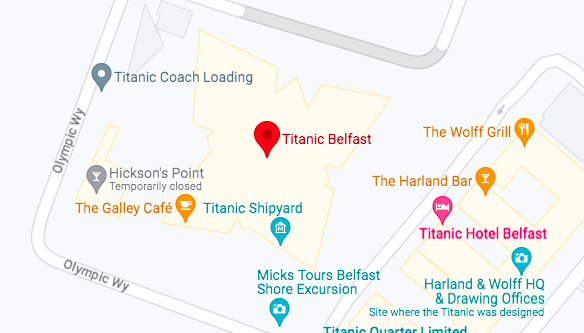 Titanic Coach Loading
Olympic Wy
Titanic Belfast
The Wolff Grill
Hickson's Point
Temporarily closed
The Harland Bar
The Galley Café
Titanic Shipyard
Titanic Hotel Belfast
Olympic Wy
Micks Tours Belfast
Shore Excursion
Harland & Wolff HQ
& Drawing Offices
Site where the Titanic was designed
Titanic Quarter Limited